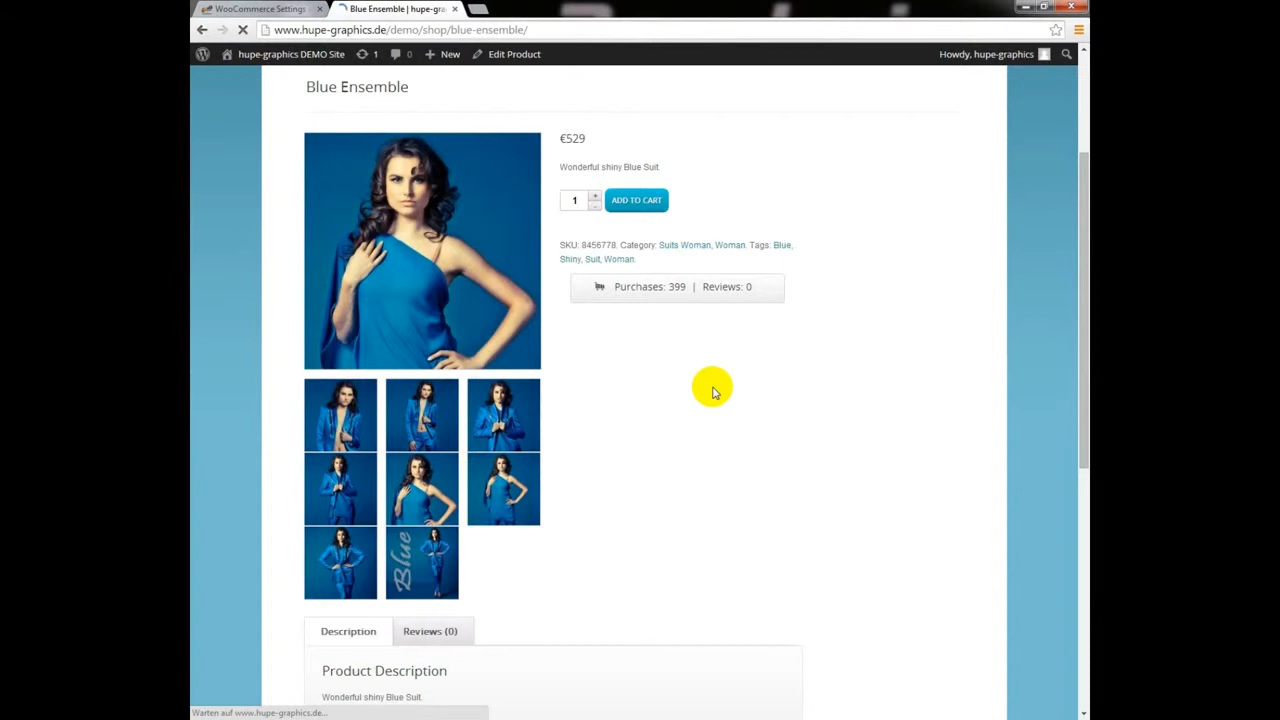 WooCommerce Settings
Blue Ensemble | hupe-gra
www.hupe-graphics.de/demo/shop/blue-ensemble/
hupe-graphics DEMO Site 1 0 New Edit Product Howdy, hupe-graphics
Blue Ensemble
€529
Wonderful shiny Blue Suit.
1 + - ADD TO CART
SKU: 8456778. Category: Suits Woman, Woman. Tags: Blue,
Shiny, Suit, Woman.
Purchases: 399 | Reviews: 0
Blue
Description Reviews (0)
Product Description
Wonderful shiny Blue Suit.
Warten auf www.hupe-graphics.de...